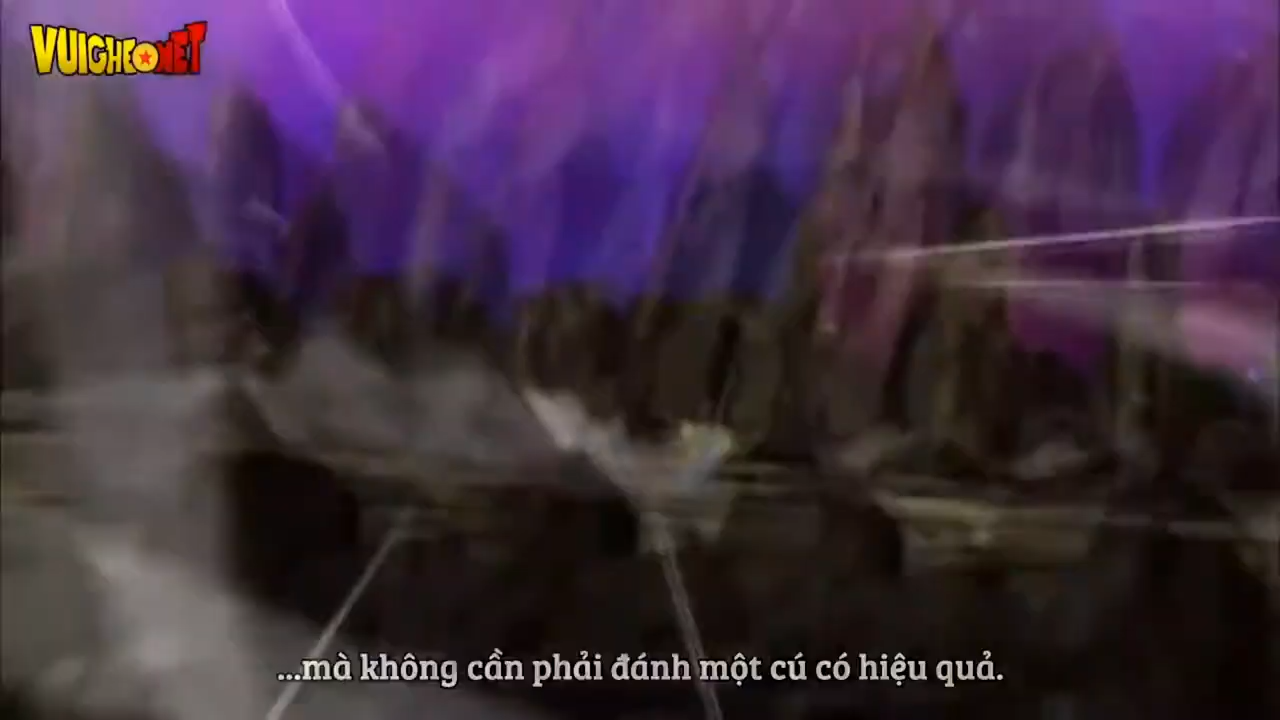 VUIGHE.NET
...mà không cần phải đánh một cú có hiệu quả.